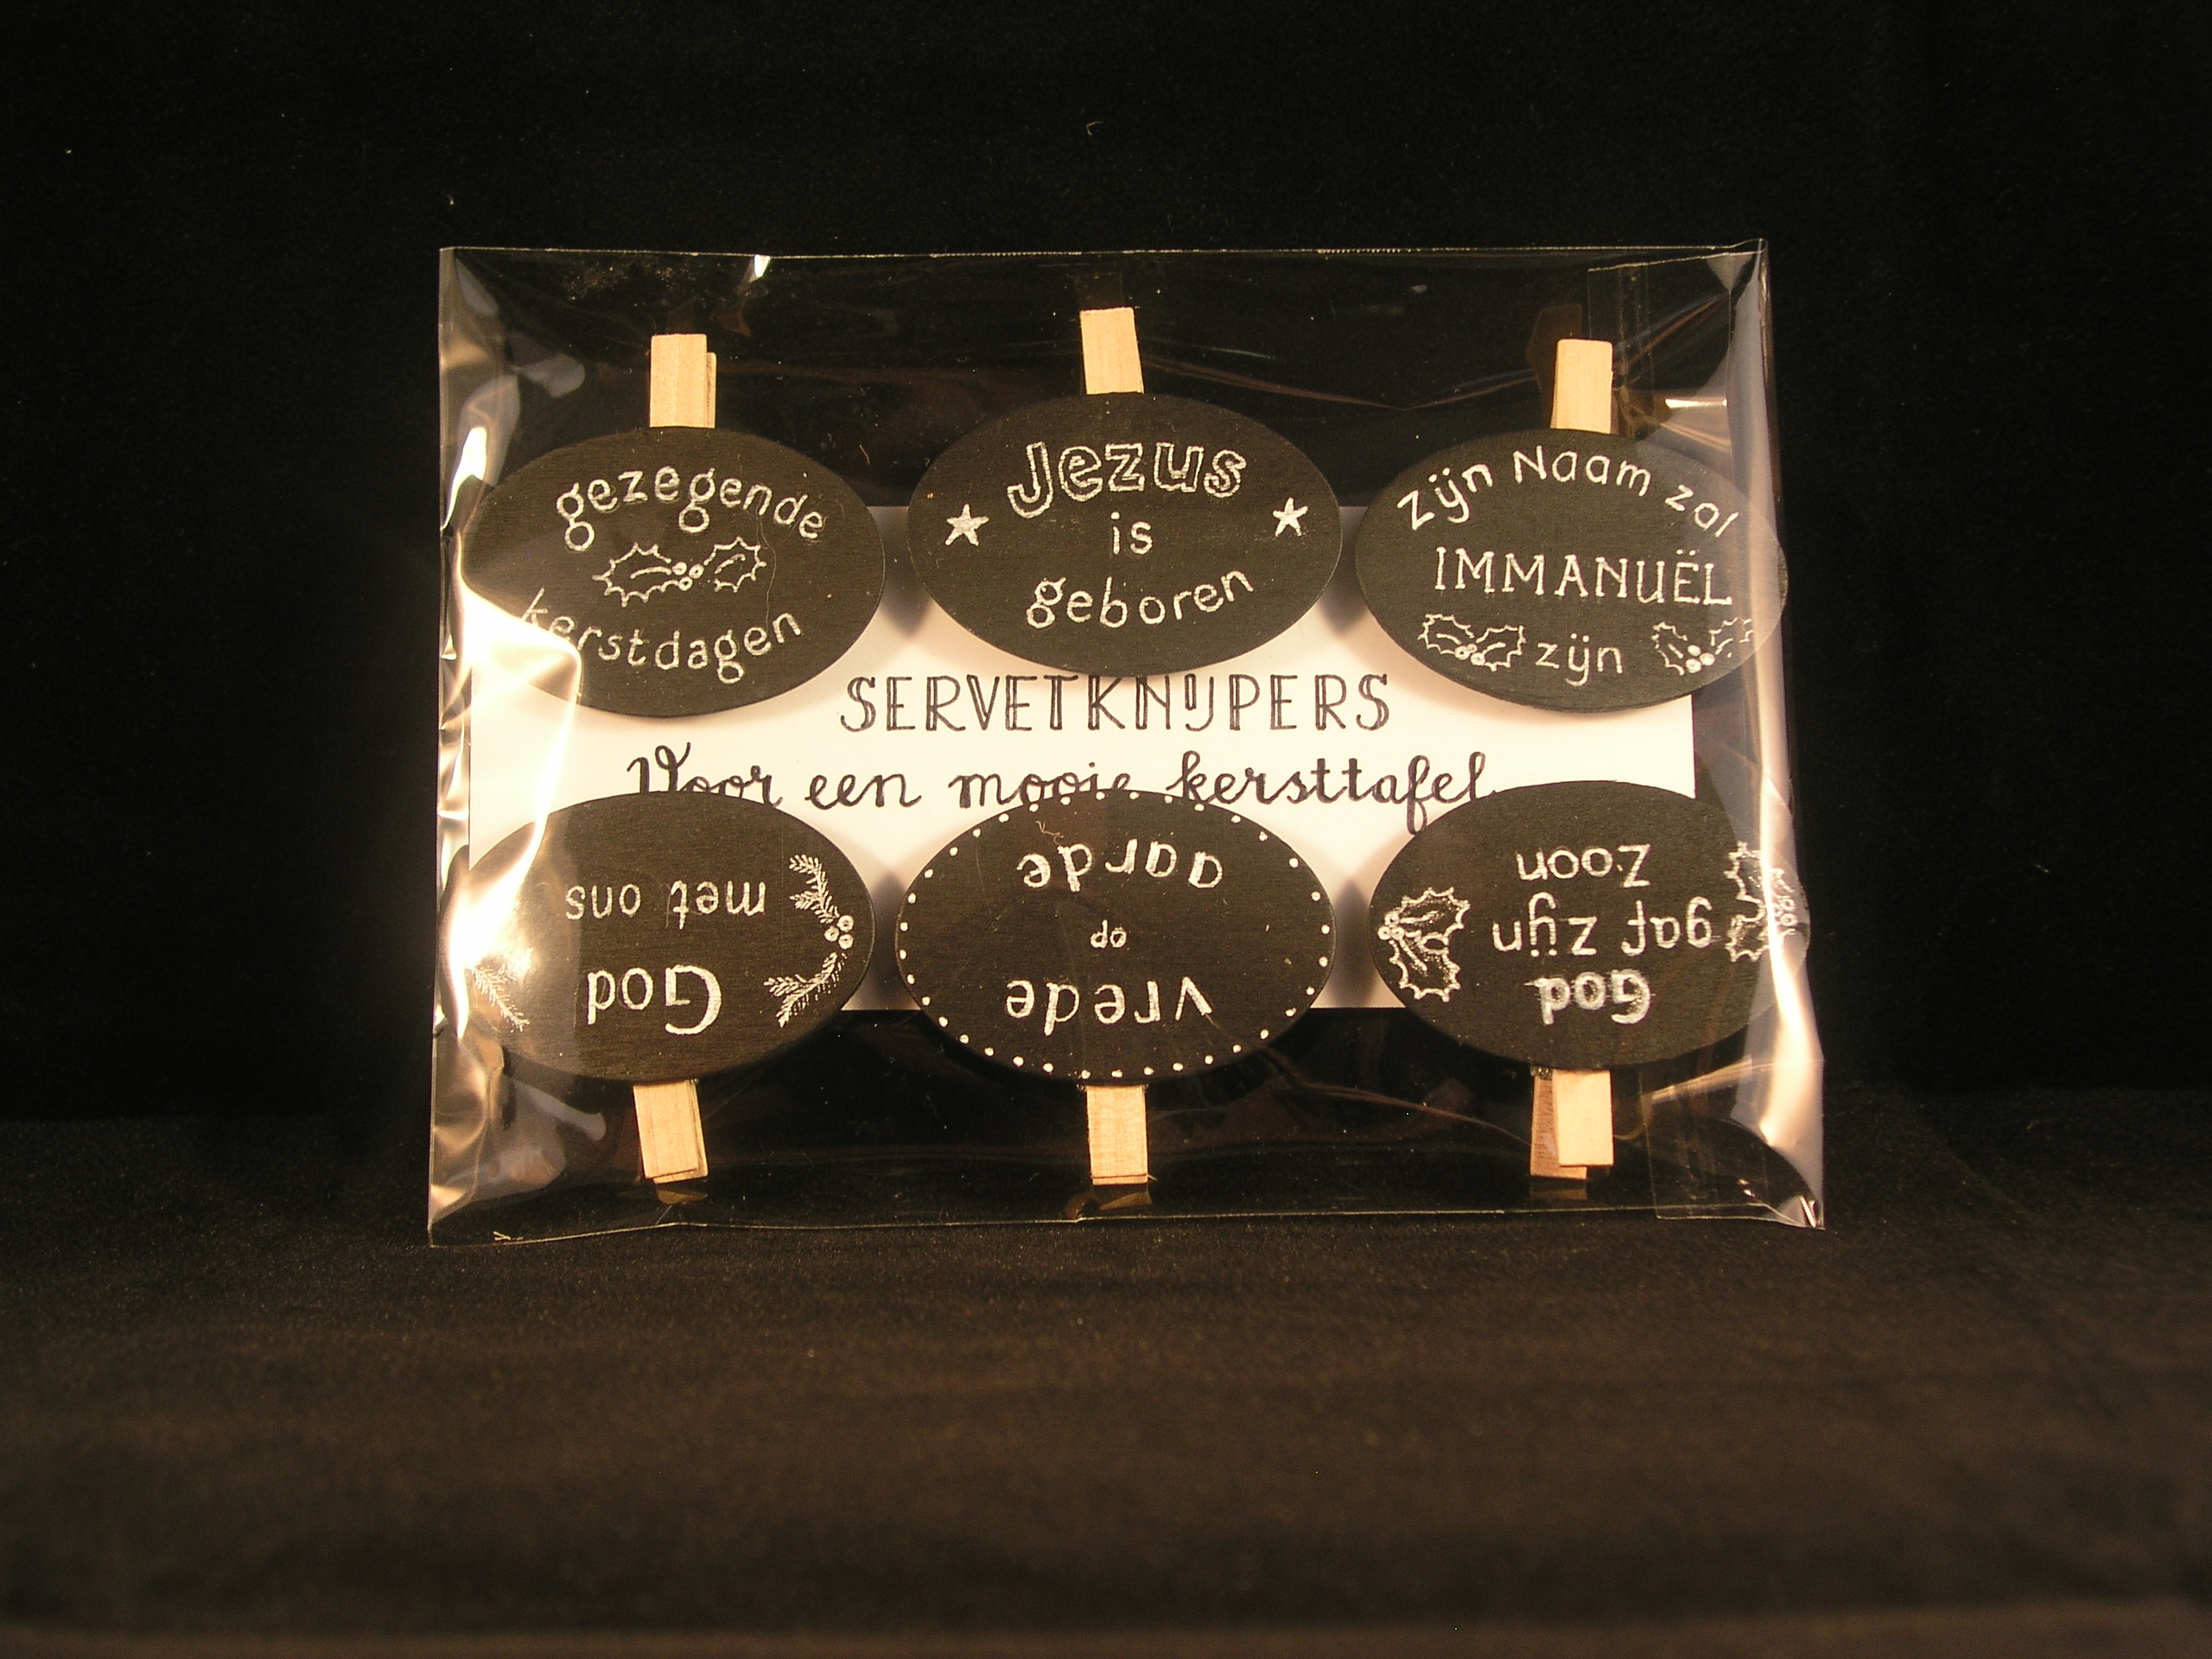 gezegende
kerstdagen
Jezus
is
geboren
Zijn Naam zal
IMMANUËL
zijn
SERVETKNIJPERS
Voor een mooie kersttafel
God
met ons
vrede
op
aarde
God
gaf zijn
zoon